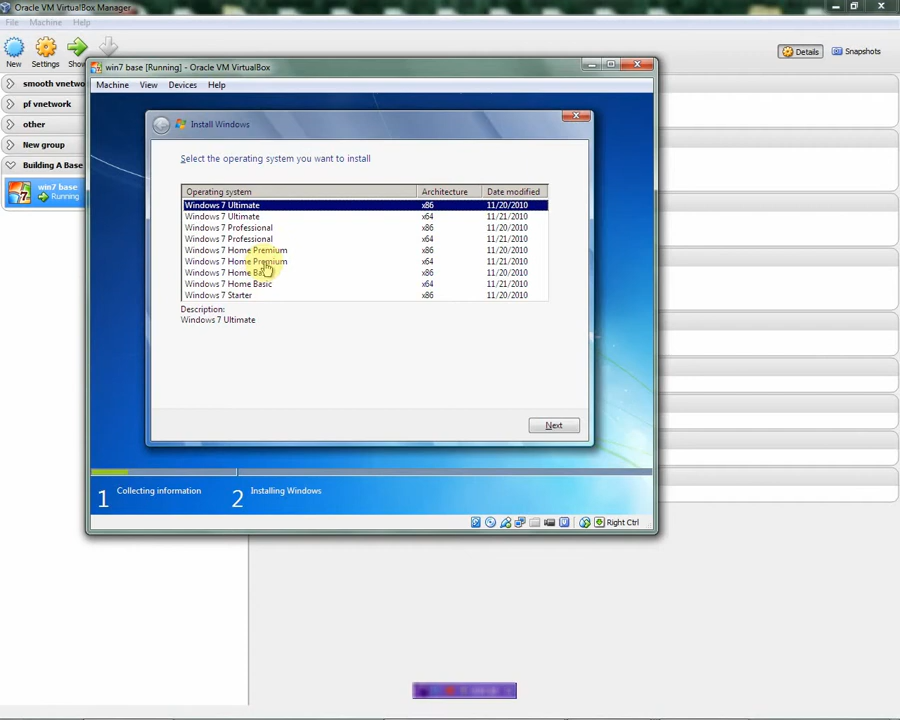 Oracle VM VirtualBox Manager
File Machine Help
New Settings Show
Details Snapshots
smooth vnetwo
pf vnetwork
other
New group
Building A Base
win7 base
Running
win7 base [Running] - Oracle VM VirtualBox
Machine View Devices Help
Install Windows
Select the operating system you want to install
Operating system Architecture Date modified
Windows 7 Ultimate x86 11/20/2010
Windows 7 Ultimate x64 11/21/2010
Windows 7 Professional x86 11/20/2010
Windows 7 Professional x64 11/21/2010
Windows 7 Home Premium x86 11/20/2010
Windows 7 Home Premium x64 11/21/2010
Windows 7 Home Ba x86 11/20/2010
Windows 7 Home Basic x64 11/21/2010
Windows 7 Starter x86 11/20/2010
Description:
Windows 7 Ultimate
Next
1 Collecting information 2 Installing Windows
Right Ctrl